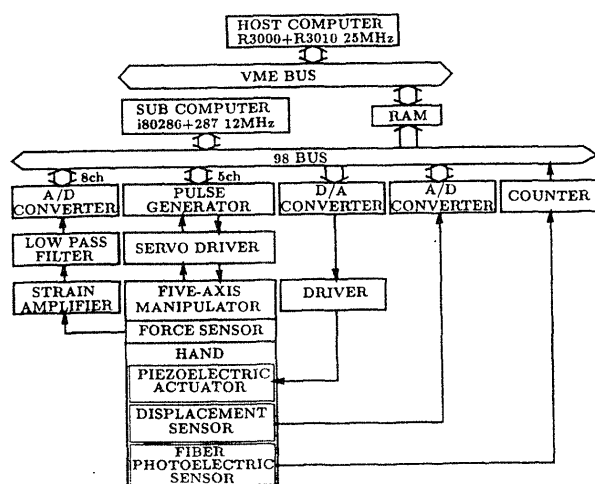 HOST COMPUTER
R3000+R3010 25MHz
VME BUS
SUB COMPUTER
i80286+287 12MHz
RAM
98 BUS
8ch
5ch
A/D
CONVERTER
PULSE
GENERATOR
D/A
CONVERTER
A/D
CONVERTER
COUNTER
LOW PASS
FILTER
SERVO DRIVER
STRAIN
AMPLIFIER
FIVE-AXIS
MANIPULATOR
DRIVER
FORCE SENSOR
HAND
PIEZOELECTRIC
ACTUATOR
DISPLACEMENT
SENSOR
FIBER
PHOTOELECTRIC
SENSOR